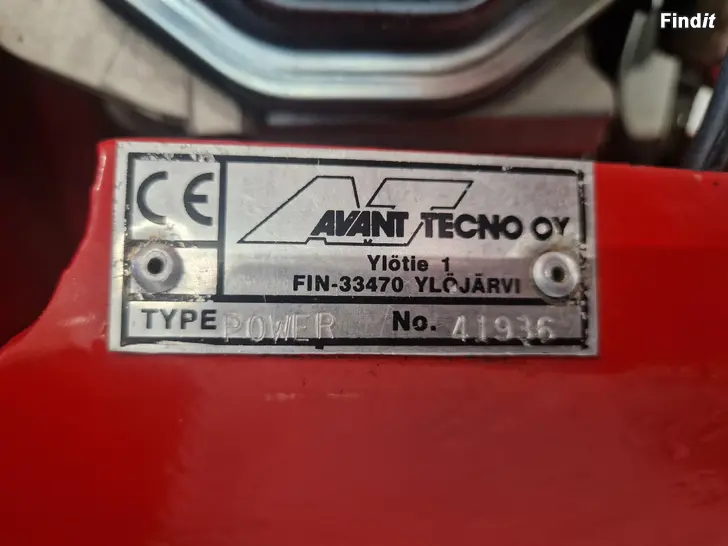 Findit
CE
AVANT TECNO OY
Ylötie 1
FIN-33470 YLÖJÄRVI
TYPE POWER No. 41936